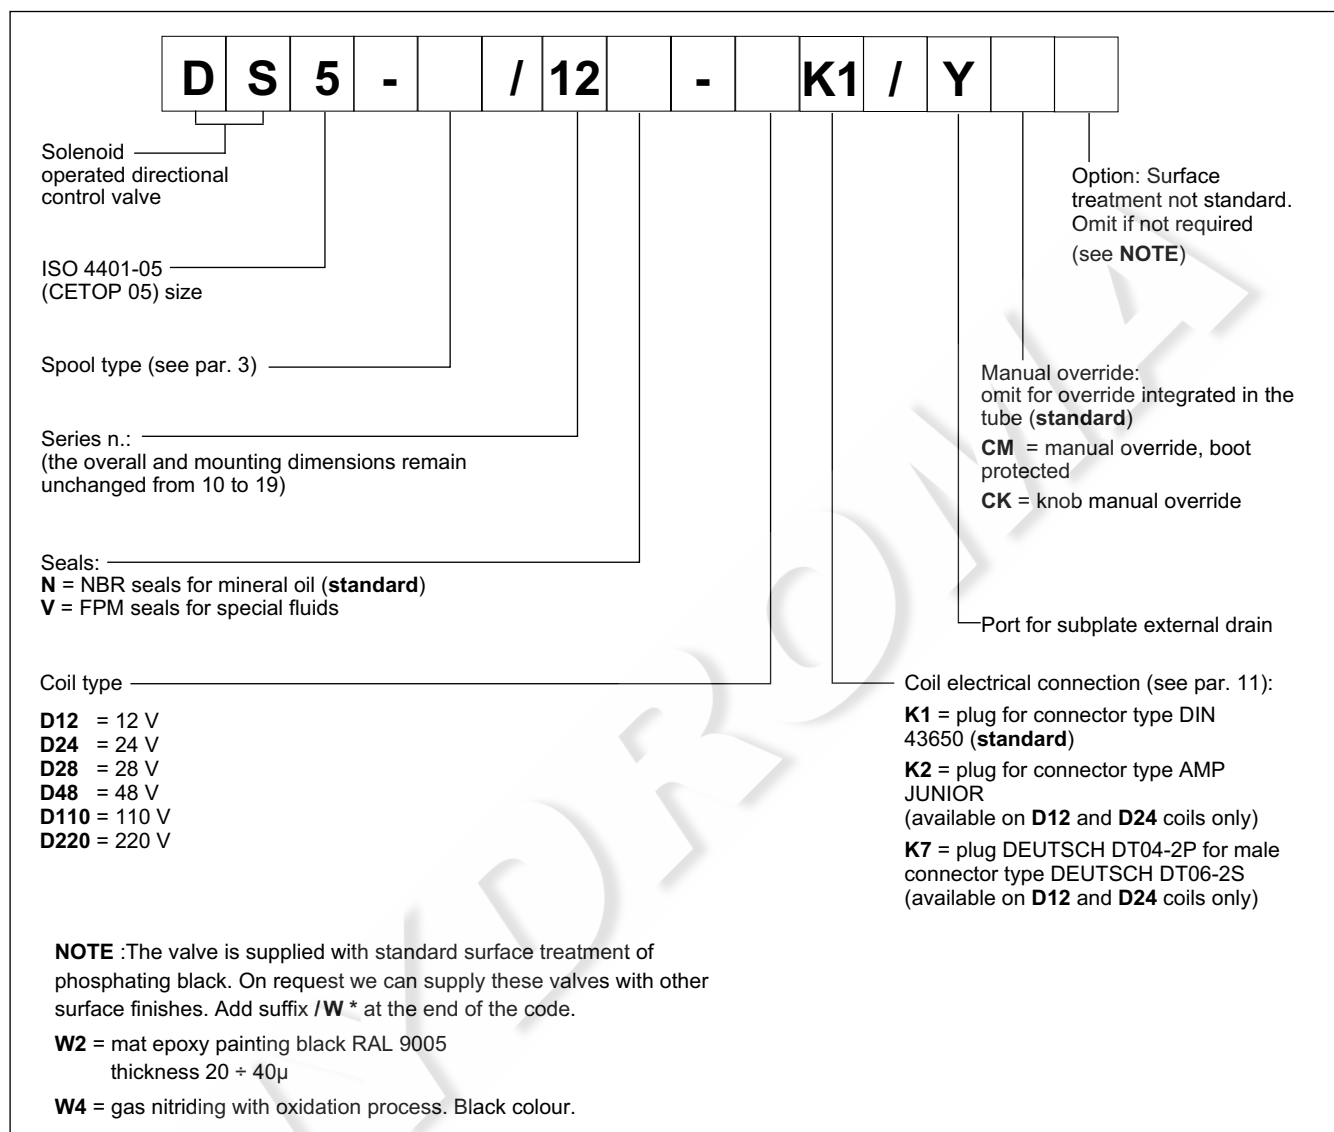 D S 5 - / 12 - K1 / Y
Solenoid
operated directional
control valve
ISO 4401-05
(CETOP 05) size
Spool type (see par. 3)
Series n.:
(the overall and mounting dimensions remain
unchanged from 10 to 19)
Seals:
N = NBR seals for mineral oil (standard)
V = FPM seals for special fluids
Coil type
D12 = 12 V
D24 = 24 V
D28 = 28 V
D48 = 48 V
D110 = 110 V
D220 = 220 V
Option: Surface
treatment not standard.
Omit if not required
(see NOTE)
Manual override:
omit for override integrated in the
tube (standard)
CM = manual override, boot
protected
CK = knob manual override
Port for subplate external drain
Coil electrical connection (see par. 11):
K1 = plug for connector type DIN
43650 (standard)
K2 = plug for connector type AMP
JUNIOR
(available on D12 and D24 coils only)
K7 = plug DEUTSCH DT04-2P for male
connector type DEUTSCH DT06-2S
(available on D12 and D24 coils only)
NOTE :The valve is supplied with standard surface treatment of
phosphating black. On request we can supply these valves with other
surface finishes. Add suffix /W * at the end of the code.
W2 = mat epoxy painting black RAL 9005
thickness 20 ÷ 40μ
W4 = gas nitriding with oxidation process. Black colour.
YDROMA